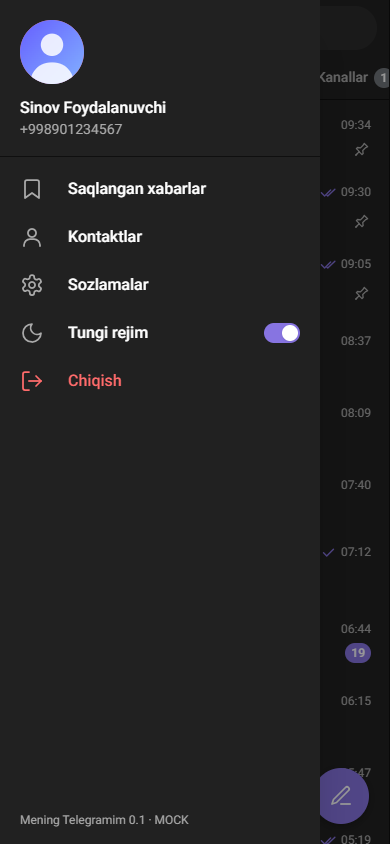 Sinov Foydalanuvchi
+998901234567
Saqlangan xabarlar
Kontaktlar
Sozlamalar
Tungi rejim
Chiqish
Mening Telegramim 0.1 · MOCK
Kanallar 1
09:34
09:30
09:05
08:37
08:09
07:40
07:12
06:44
19
06:15
05:19